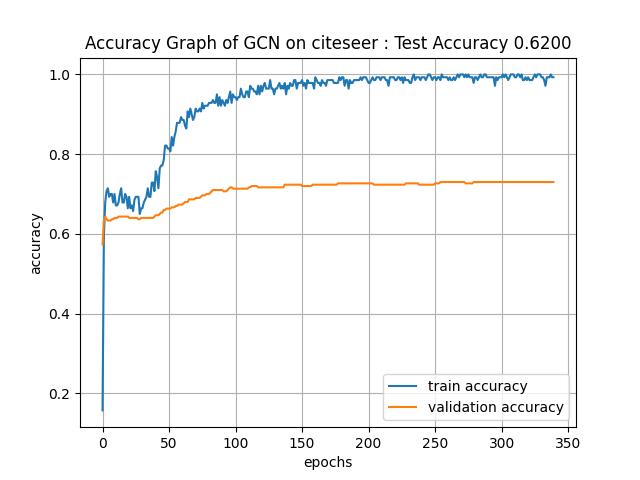 Accuracy Graph of GCN on citeseer : Test Accuracy 0.6200
1.0
0.8
0.6
0.4
0.2
accuracy
train accuracy
validation accuracy
0 50 100 150 200 250 300 350
epochs